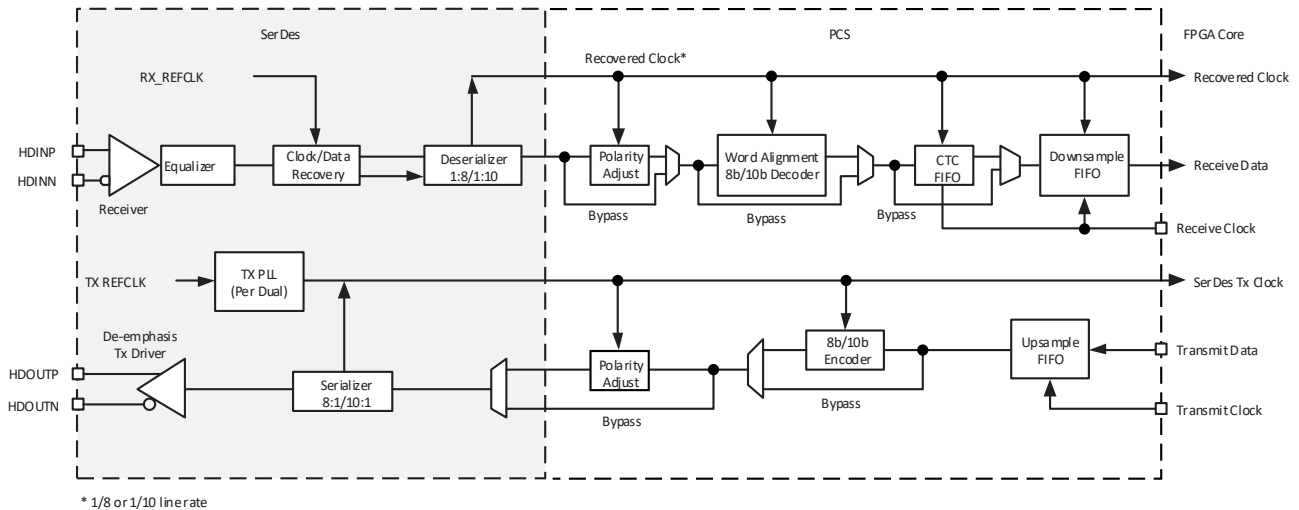 SerDes
PCS
FPGA Core
RX_REFCLK
Recovered Clock*
Recovered Clock
HDINP
HDINN
Receiver
Equalizer
Clock/Data
Recovery
Deserializer
1:8/1:10
Polarity
Adjust
Bypass
Word Alignment
8b/10b Decoder
Bypass
CTC
FIFO
Bypass
Downsample
FIFO
Receive Data
Receive Clock
TX REFCLK
TX PLL
(Per Dual)
SerDes Tx Clock
De-emphasis
Tx Driver
HDOUTP
HDOUTN
Serializer
8:1/10:1
Polarity
Adjust
Bypass
8b/10b
Encoder
Bypass
Upsample
FIFO
Transmit Data
Transmit Clock
* 1/8 or 1/10 line rate